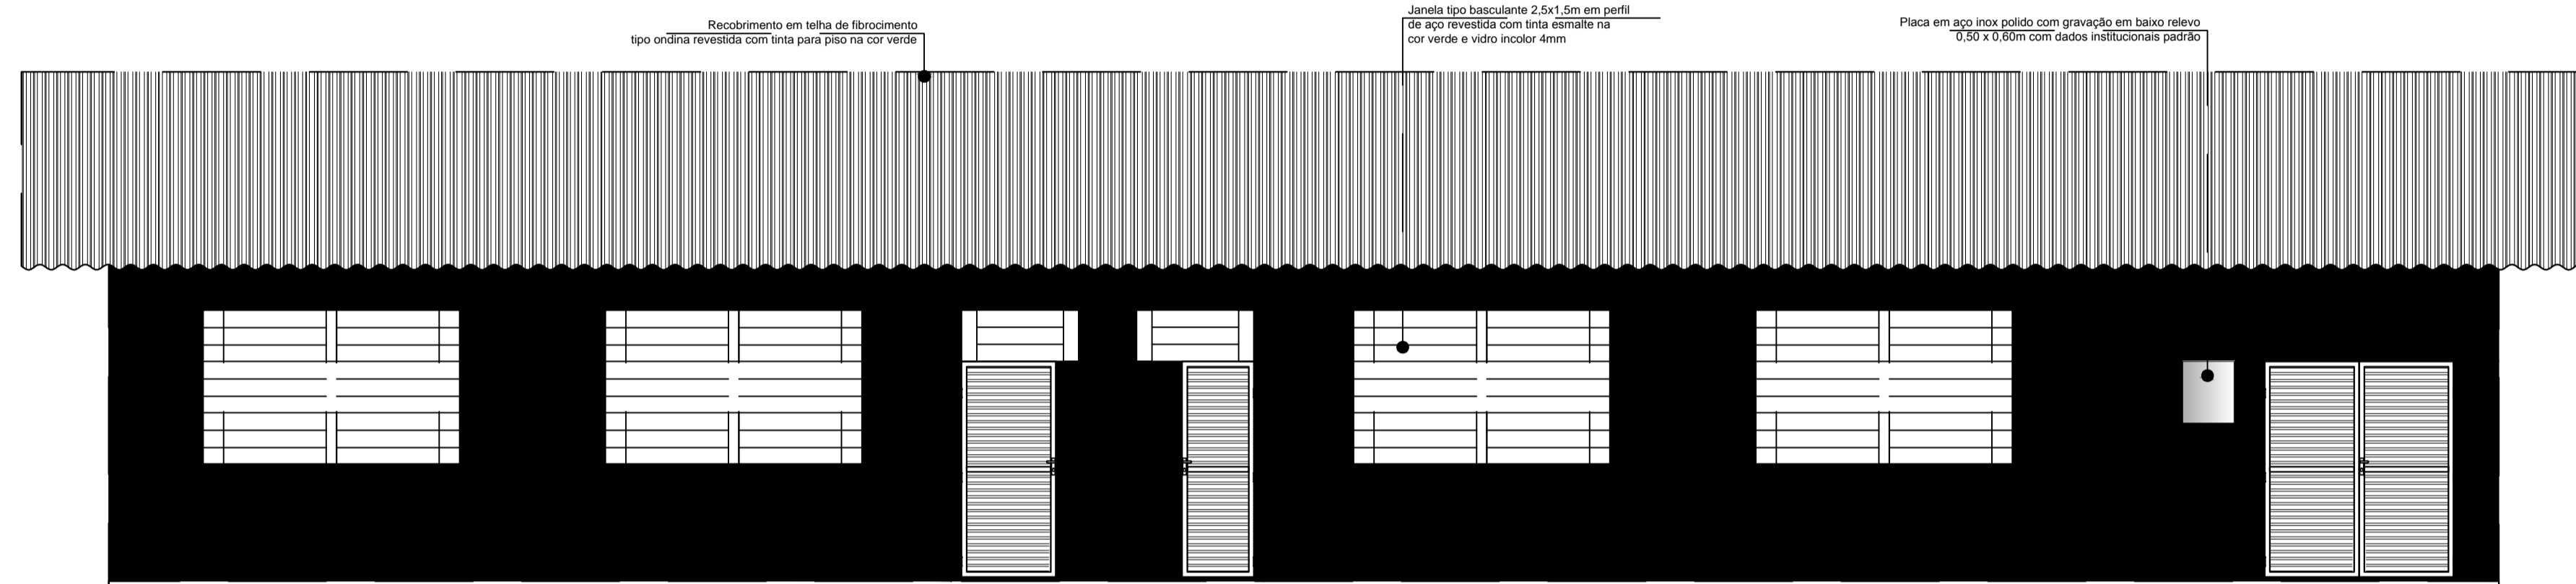 Recobrimento em telha de fibrocimento
tipo ondina revestida com tinta para piso na cor verde
Janela tipo basculante 2,5x1,5m em perfil
de aço revestida com tinta esmalte na
cor verde e vidro incolor 4mm
Placa em aço inox polido com gravação em baixo relevo
0,50 x 0,60m com dados institucionais padrão